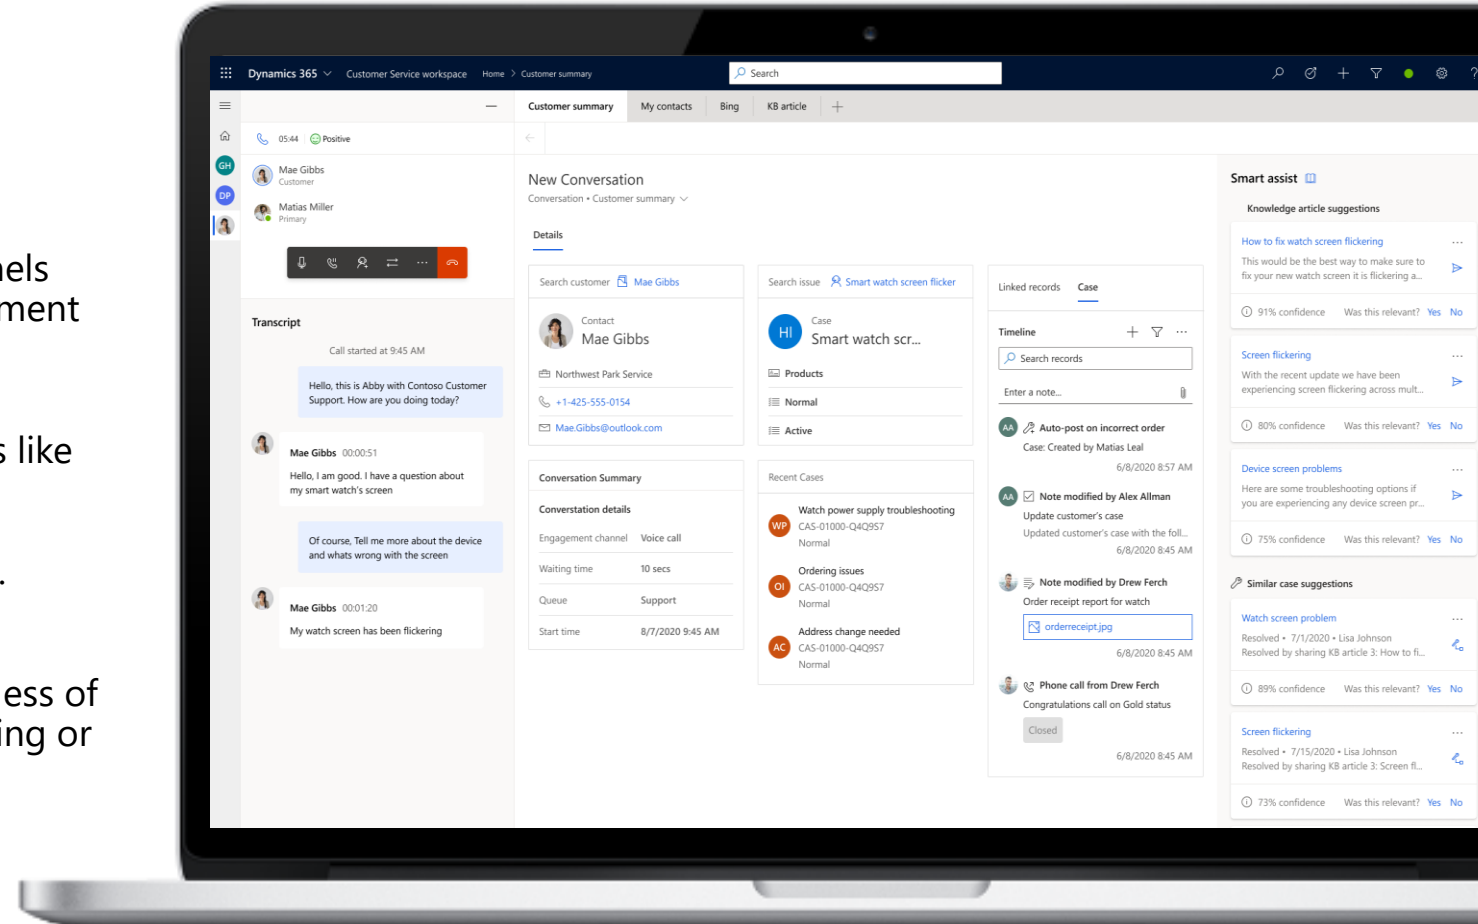 nels
ment
s like
.
ess of
ing or
Dynamics 365
Customer Service workspace
Home > Customer summary
Search
?
Customer summary
My contacts
Bing
KB article
05:44
Positive
GH
DP
Mae Gibbs
Customer
Matias Miller
Primary
Transcript
Call started at 9:45 AM
Hello, this is Abby with Contoso Customer
Support. How are you doing today?
Mae Gibbs 00:00:51
Hello, I am good. I have a question about
my smart watch's screen
Of course, Tell me more about the device
and whats wrong with the screen
Mae Gibbs 00:01:20
My watch screen has been flickering
New Conversation
Conversation • Customer summary
Details
Search customer Mae Gibbs
Contact
Mae Gibbs
Northwest Park Service
+1-425-555-0154
Mae.Gibbs@outlook.com
Conversation Summary
Converstation details
Engagement channel Voice call
Waiting time 10 secs
Queue Support
Start time 8/7/2020 9:45 AM
Search issue Smart watch screen flicker
HI
Case
Smart watch scr...
Products
Normal
Active
Recent Cases
WP
Watch power supply troubleshooting
CAS-01000-Q4Q9S7
Normal
OI
Ordering issues
CAS-01000-Q4Q9S7
Normal
AC
Address change needed
CAS-01000-Q4Q9S7
Normal
Linked records Case
Timeline
Search records
Enter a note...
AA
Auto-post on incorrect order
Case: Created by Matias Leal
6/8/2020 8:57 AM
AA
Note modified by Alex Allman
Update customer's case
Updated customer's case with the foll...
6/8/2020 8:45 AM
Note modified by Drew Ferch
Order receipt report for watch
orderreceipt.jpg
6/8/2020 8:45 AM
Phone call from Drew Ferch
Congratulations call on Gold status
Closed
6/8/2020 8:45 AM
Smart assist
Knowledge article suggestions
How to fix watch screen flickering
This would be the best way to make sure to
fix your new watch screen it is flickering a...
91% confidence Was this relevant? Yes No
Screen flickering
With the recent update we have been
experiencing screen flickering across mult...
80% confidence Was this relevant? Yes No
Device screen problems
Here are some troubleshooting options if
you are experiencing any device screen pr...
75% confidence Was this relevant? Yes No
Similar case suggestions
Watch screen problem
Resolved • 7/1/2020 • Lisa Johnson
Resolved by sharing KB article 3: How to fi...
89% confidence Was this relevant? Yes No
Screen flickering
Resolved • 7/15/2020 • Lisa Johnson
Resolved by sharing KB article 3: Screen fl...
73% confidence Was this relevant? Yes No